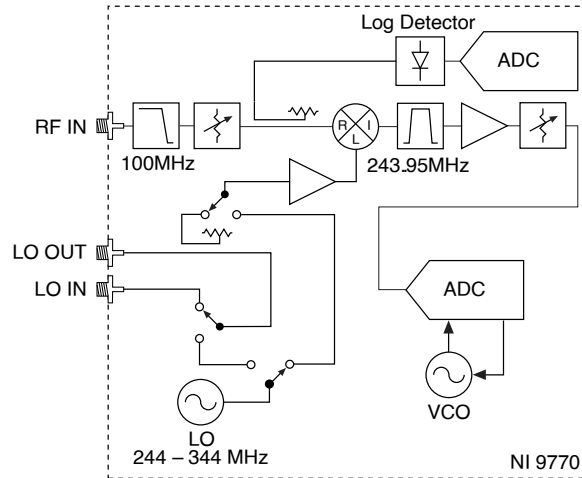 Log Detector
ADC
RF IN
R
I
L
100MHz
243.95MHz
LO OUT
LO IN
ADC
VCO
LO
244 – 344 MHz
NI 9770